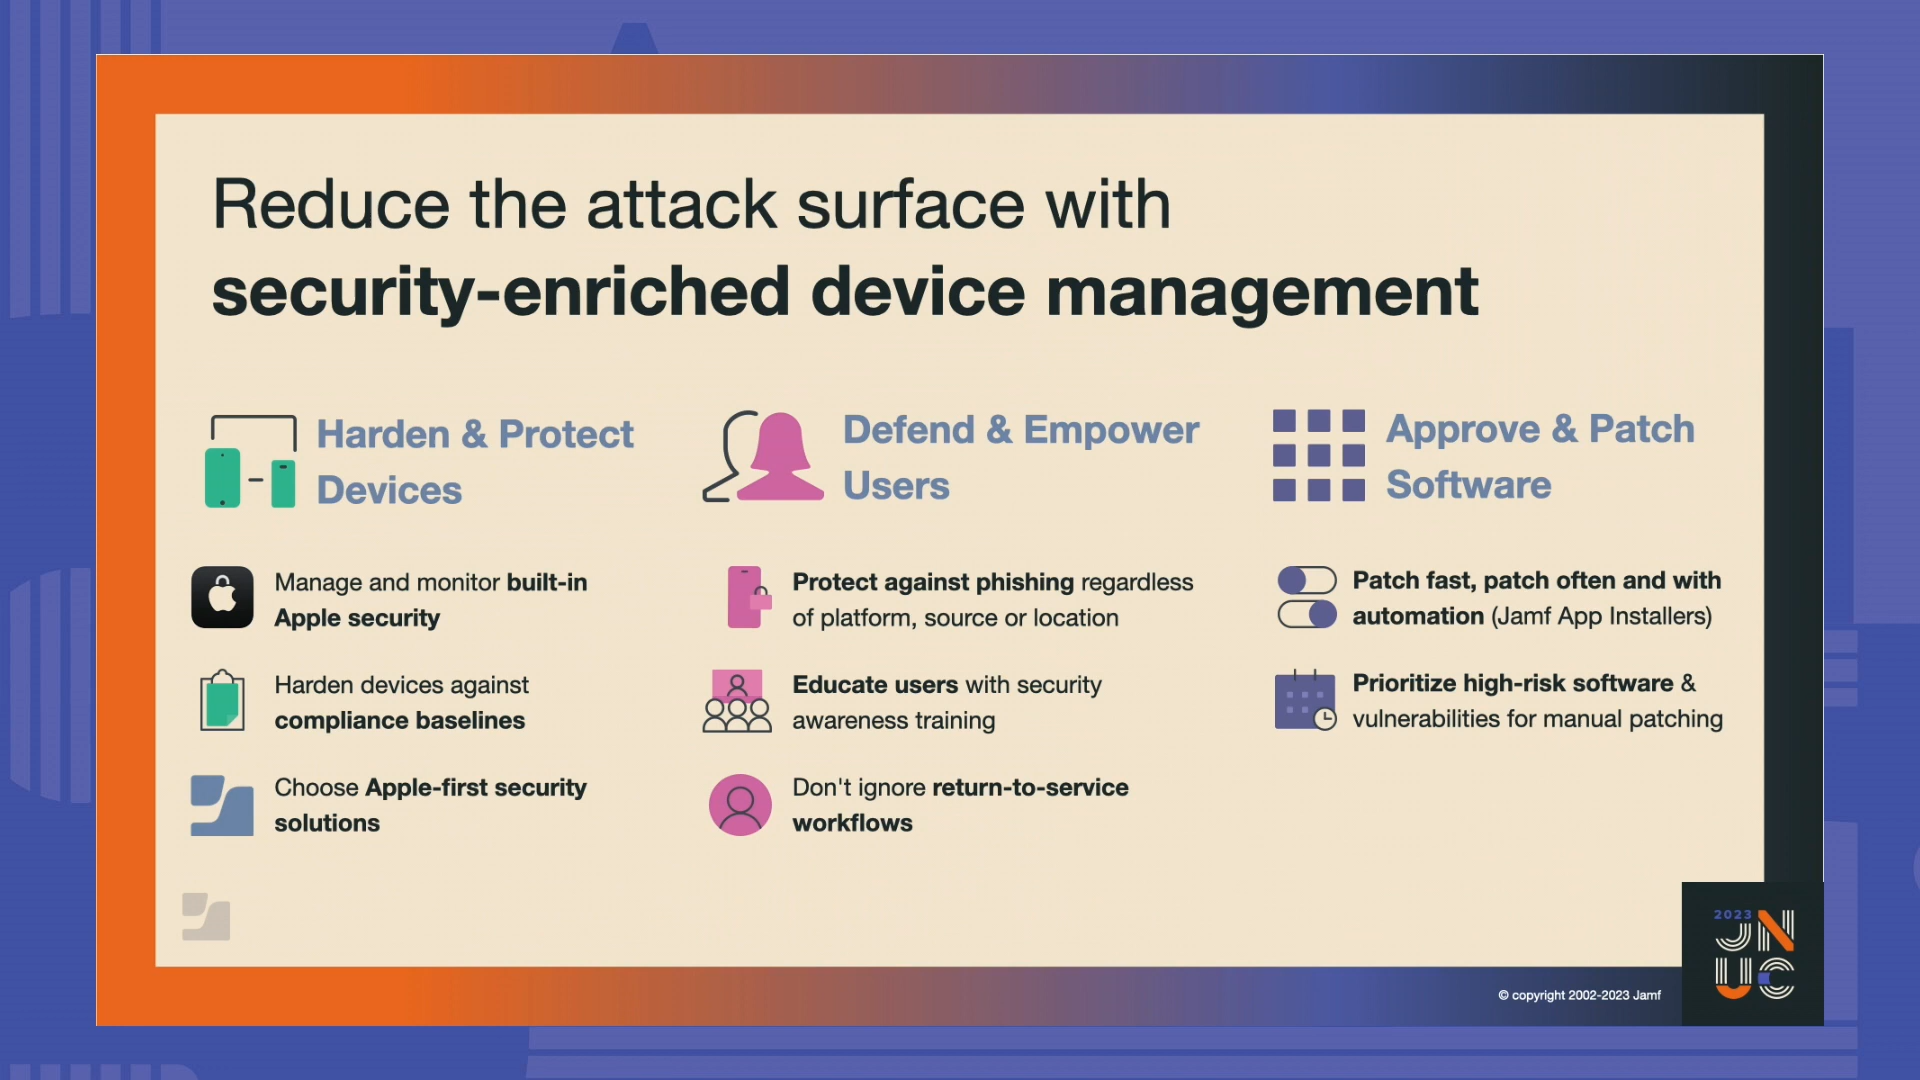 Reduce the attack surface with
security-enriched device management
Harden & Protect
Devices
Manage and monitor built-in
Apple security
Harden devices against
compliance baselines
Choose Apple-first security
solutions
Defend & Empower
Users
Protect against phishing regardless
of platform, source or location
Educate users with security
awareness training
Don't ignore return-to-service
workflows
Approve & Patch
Software
Patch fast, patch often and with
automation (Jamf App Installers)
Prioritize high-risk software &
vulnerabilities for manual patching
© copyright 2002-2023 Jamf
2023
JN
UC